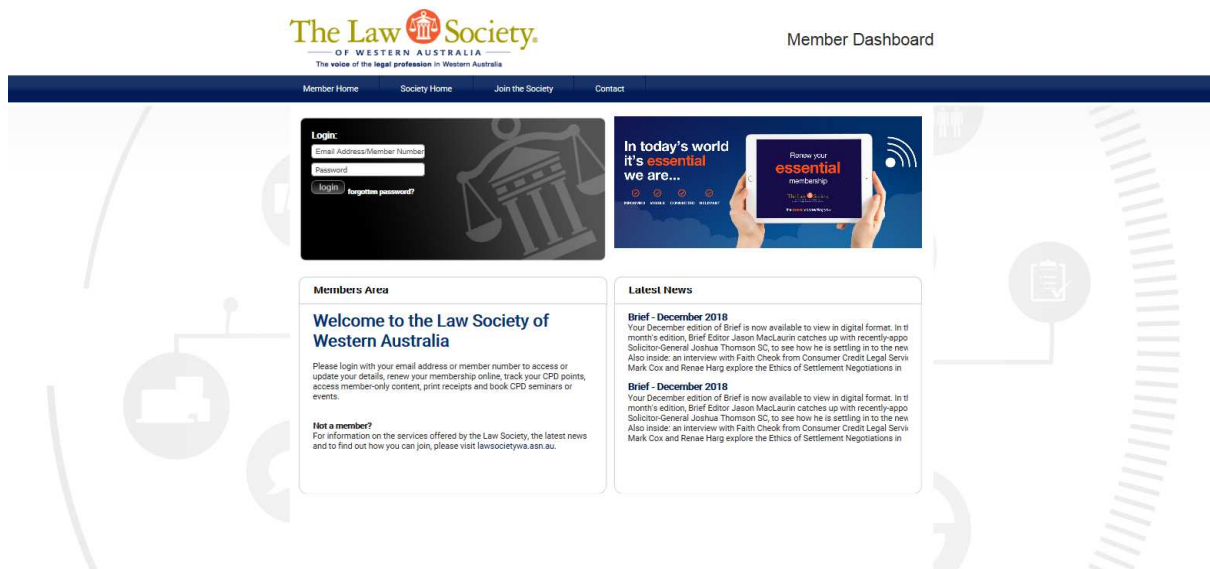 The Law Society.
OF WESTERN AUSTRALIA
The voice of the legal profession in Western Australia
Member Dashboard
Member Home
Society Home
Join the Society
Contact
Login:
Email Address/Member Number
Password
login
forgotten password?
In today's world
it's essential
we are...
Renew your
essential
membership
The Law Society.
Members Area
Welcome to the Law Society of
Western Australia
Please login with your email address or member number to access or
update your details, renew your membership online, track your CPD points,
access member-only content, print receipts and book CPD seminars or
events.
Not a member?
For information on the services offered by the Law Society, the latest news
and to find out how you can join, please visit lawsocietywa.asn.au.
Latest News
Brief - December 2018
Your December edition of Brief is now available to view in digital format. In tl
month's edition, Brief Editor Jason MacLaurin catches up with recently-appo
Solicitor-General Joshua Thomson SC, to see how he is settling in to the new
Also inside: an interview with Faith Cheok from Consumer Credit Legal Servi
Mark Cox and Renae Harg explore the Ethics of Settlement Negotiations in
Brief - December 2018
Your December edition of Brief is now available to view in digital format. In tl
month's edition, Brief Editor Jason MacLaurin catches up with recently-appo
Solicitor-General Joshua Thomson SC, to see how he is settling in to the new
Also inside: an interview with Faith Cheok from Consumer Credit Legal Servi
Mark Cox and Renae Harg explore the Ethics of Settlement Negotiations in